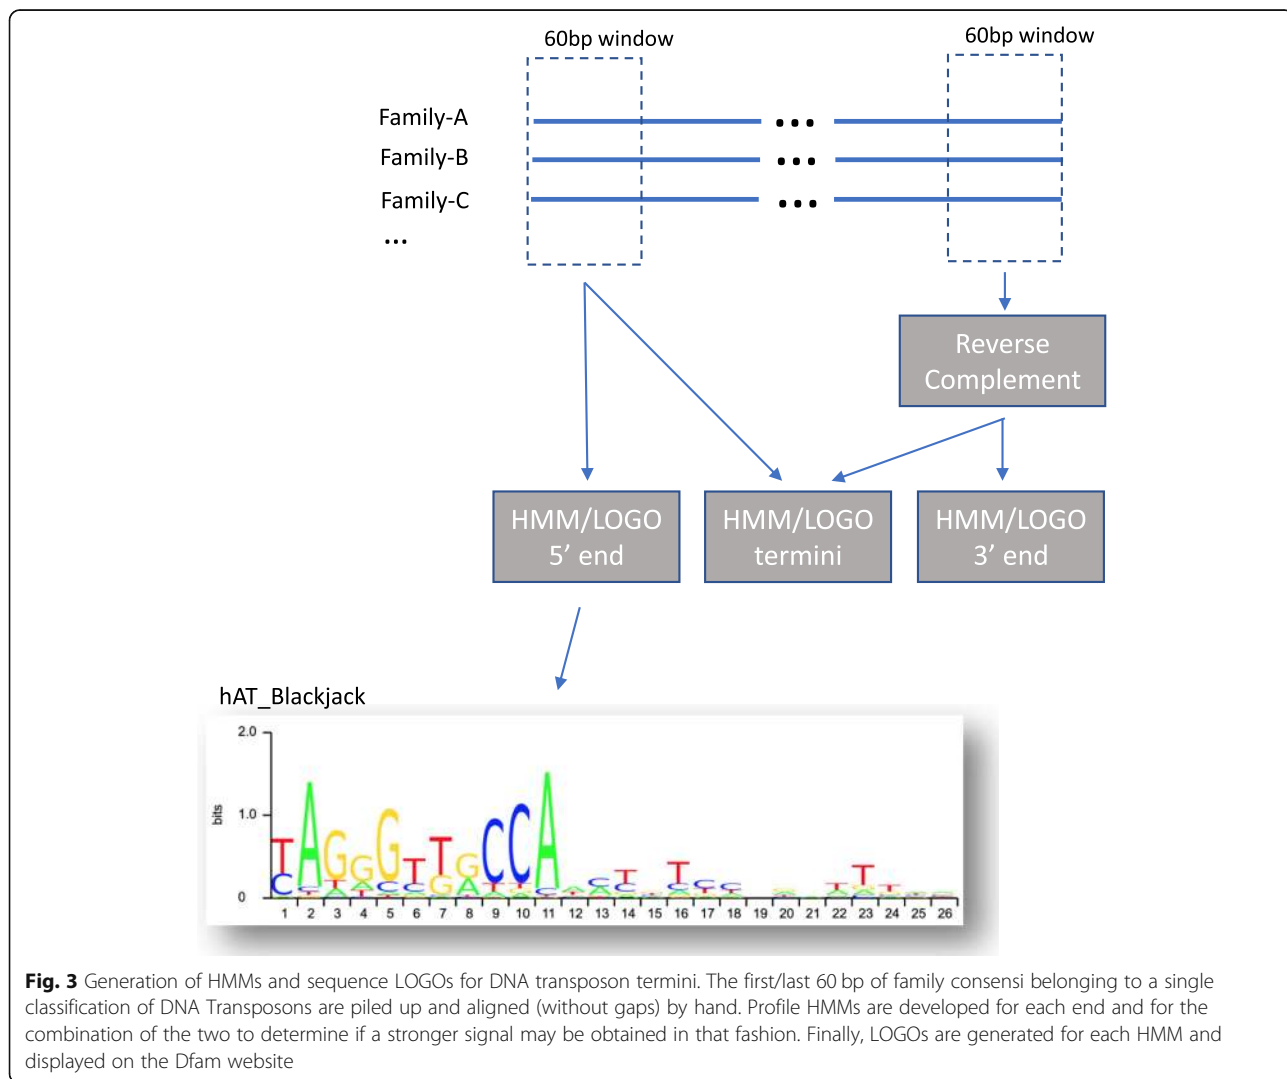 60bp window
60bp window
Family-A
Family-B
Family-C
...
Reverse
Complement
HMM/LOGO
5’ end
HMM/LOGO
termini
HMM/LOGO
3’ end
hAT_Blackjack
2.0
1.0
0
bits
1 2 3 4 5 6 7 8 9 10 11 12 13 14 15 16 17 18 19 20 21 22 23 24 25 26
Fig. 3 Generation of HMMs and sequence LOGOs for DNA transposon termini. The first/last 60 bp of family consensi belonging to a single
classification of DNA Transposons are piled up and aligned (without gaps) by hand. Profile HMMs are developed for each end and for the
combination of the two to determine if a stronger signal may be obtained in that fashion. Finally, LOGOs are generated for each HMM and
displayed on the Dfam website